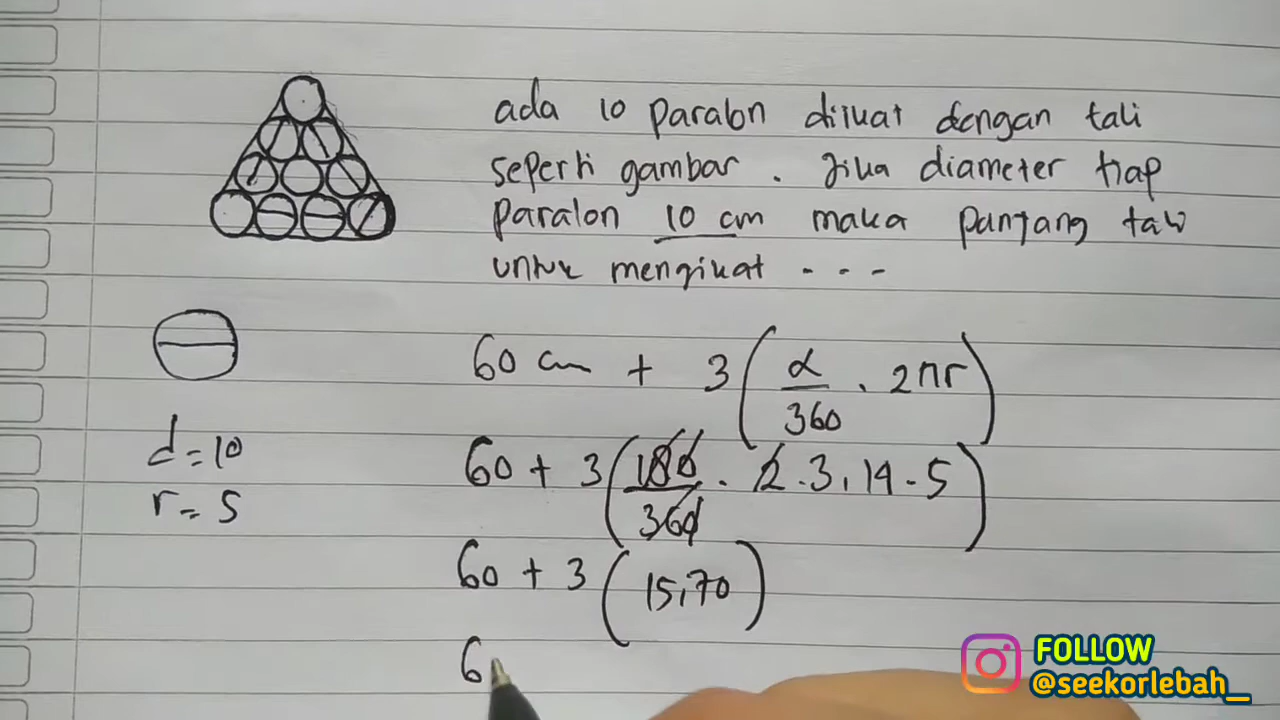 ada 10 paralon diikat dengan tali
seperti gambar . Jika diameter tiap
paralon 10 cm maka panjang tali
untuk mengikat - - -
60 cm + 3 ( α/360 . 2πr )
d = 10
r = 5
60 + 3 ( 180/360 . 2 . 3,14 . 5 )
60 + 3 ( 15,70 )
6
FOLLOW
@seekorlebah_